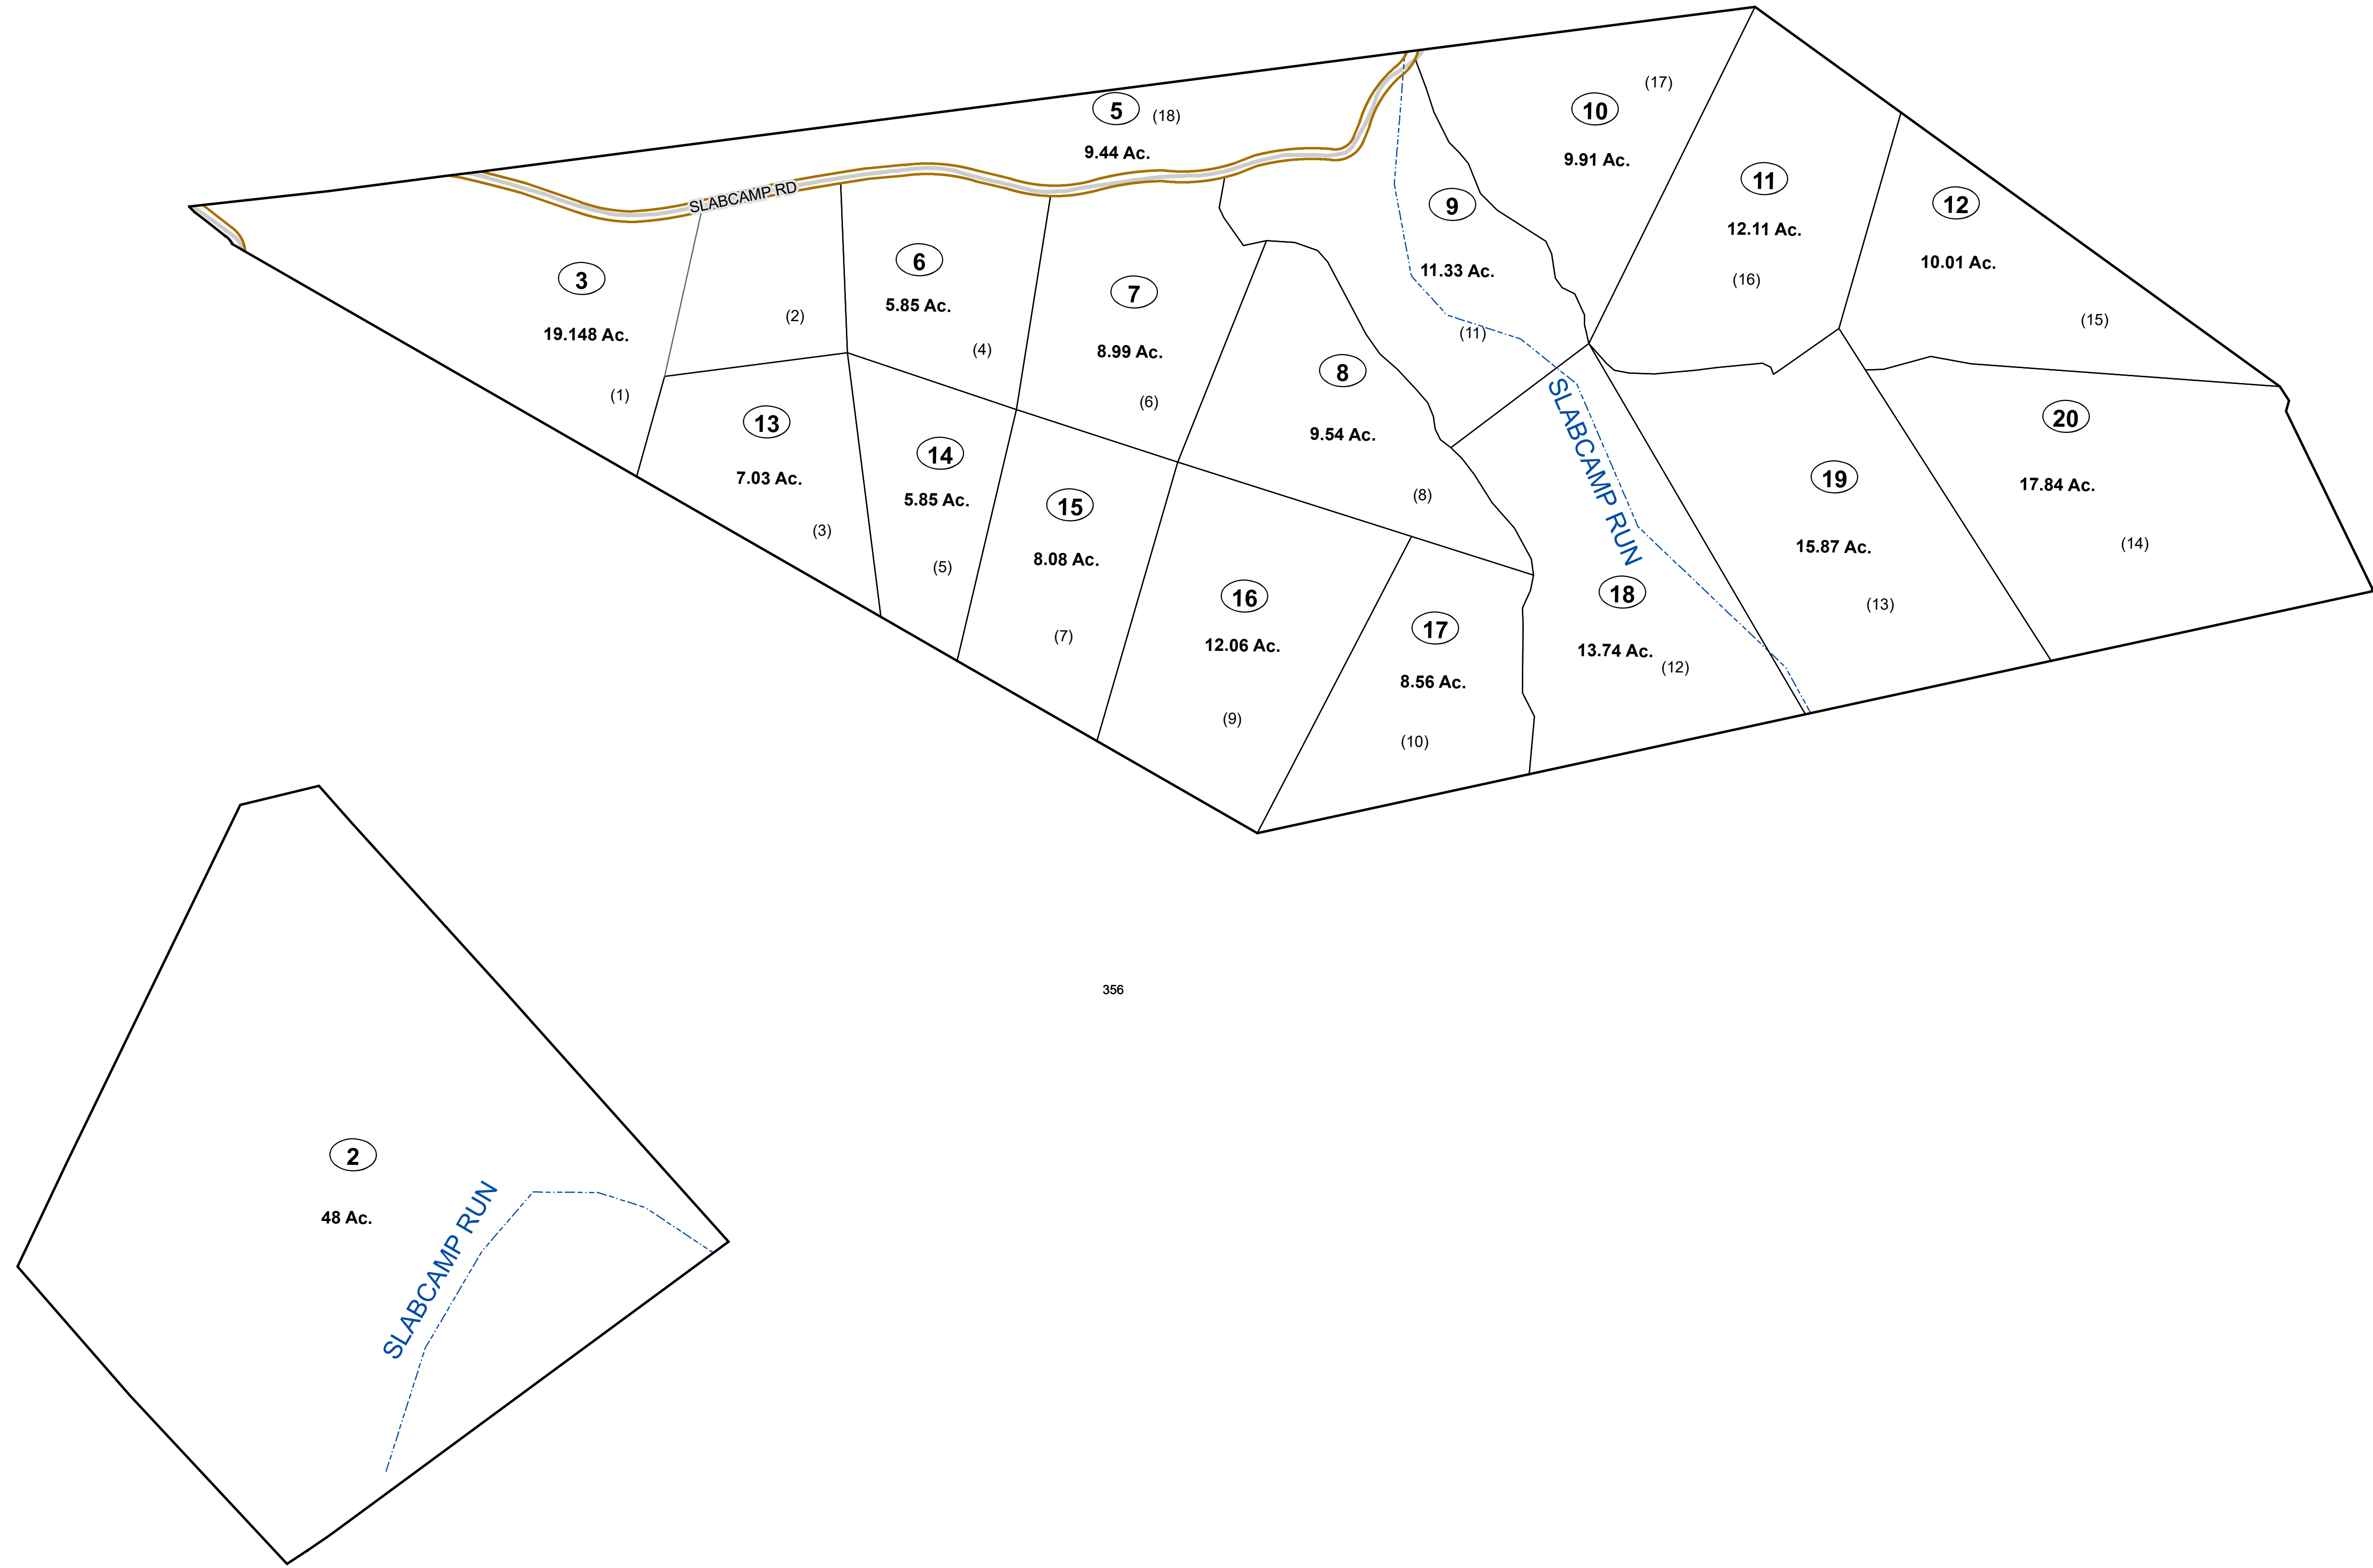 5 (18)
9.44 Ac.
SLABCAMP RD
10 (17)
9.91 Ac.
11
12.11 Ac.
(16)
12
10.01 Ac.
(15)
9
11.33 Ac.
(11)
3
19.148 Ac.
(1)
(2)
6
5.85 Ac.
(4)
7
8.99 Ac.
(6)
8
9.54 Ac.
(8)
13
7.03 Ac.
(3)
14
5.85 Ac.
(5)
15
8.08 Ac.
(7)
16
12.06 Ac.
(9)
17
8.56 Ac.
(10)
SLABCAMP RUN
18
13.74 Ac. (12)
19
15.87 Ac.
(13)
20
17.84 Ac.
(14)
356
2
48 Ac.
SLABCAMP RUN